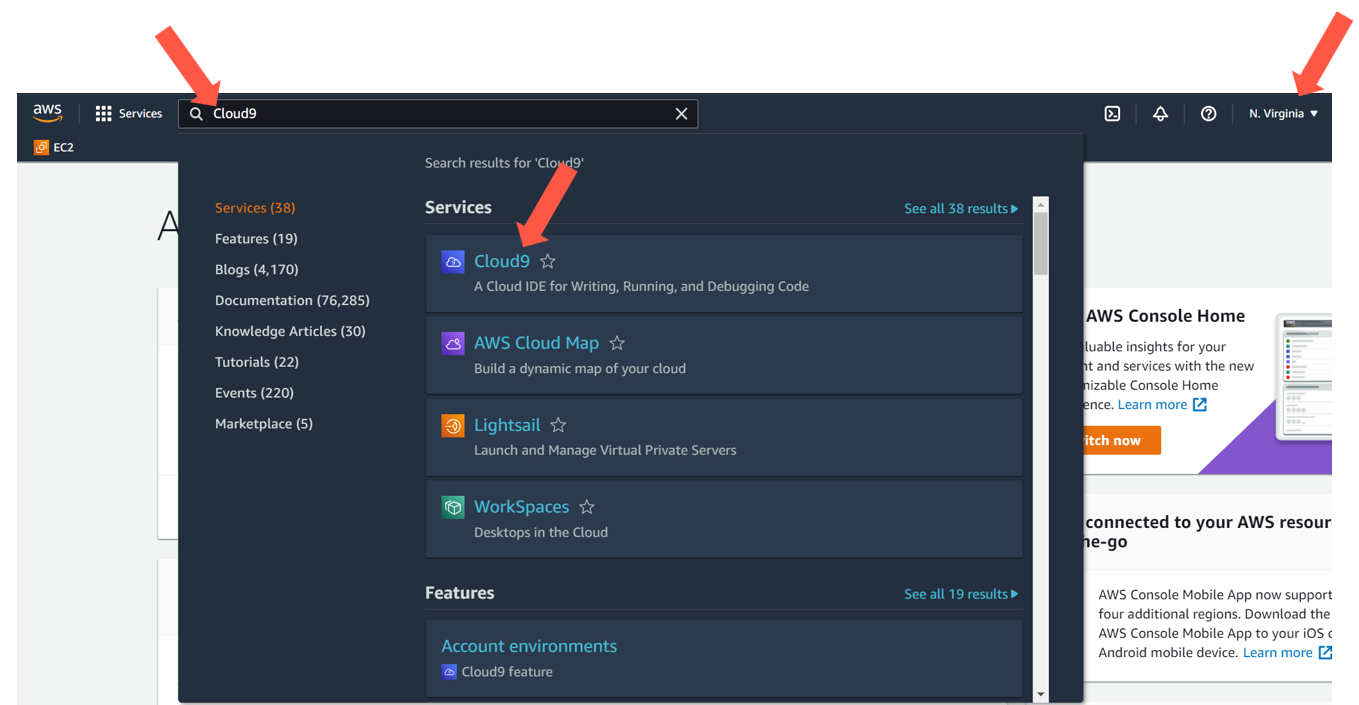 aws
Services
Cloud9
N. Virginia
EC2
Search results for 'Cloud9'
Services (38)
Features (19)
Blogs (4,170)
Documentation (76,285)
Knowledge Articles (30)
Tutorials (22)
Events (220)
Marketplace (5)
Services
See all 38 results
Cloud9
A Cloud IDE for Writing, Running, and Debugging Code
AWS Cloud Map
Build a dynamic map of your cloud
Lightsail
Launch and Manage Virtual Private Servers
WorkSpaces
Desktops in the Cloud
Features
See all 19 results
Account environments
Cloud9 feature
A
AWS Console Home
luable insights for your
nt and services with the new
mizable Console Home
ence. Learn more
itch now
connected to your AWS resour
ne-go
AWS Console Mobile App now support
four additional regions. Download the
AWS Console Mobile App to your iOS
Android mobile device. Learn more